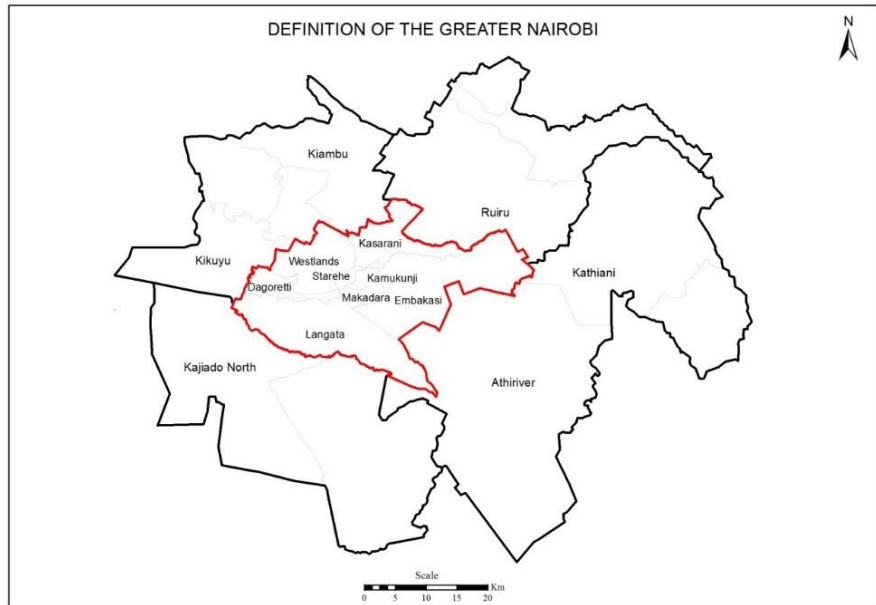 DEFINITION OF THE GREATER NAIROBI
N
Kiambu
Ruiru
Kasarani
Kikuyu
Westlands
Kathiani
Starehe
Kamukunji
Dagoretti
Makadara
Embakasi
Langata
Kajiado North
Athiriver
Scale
Km
0 5 10 20